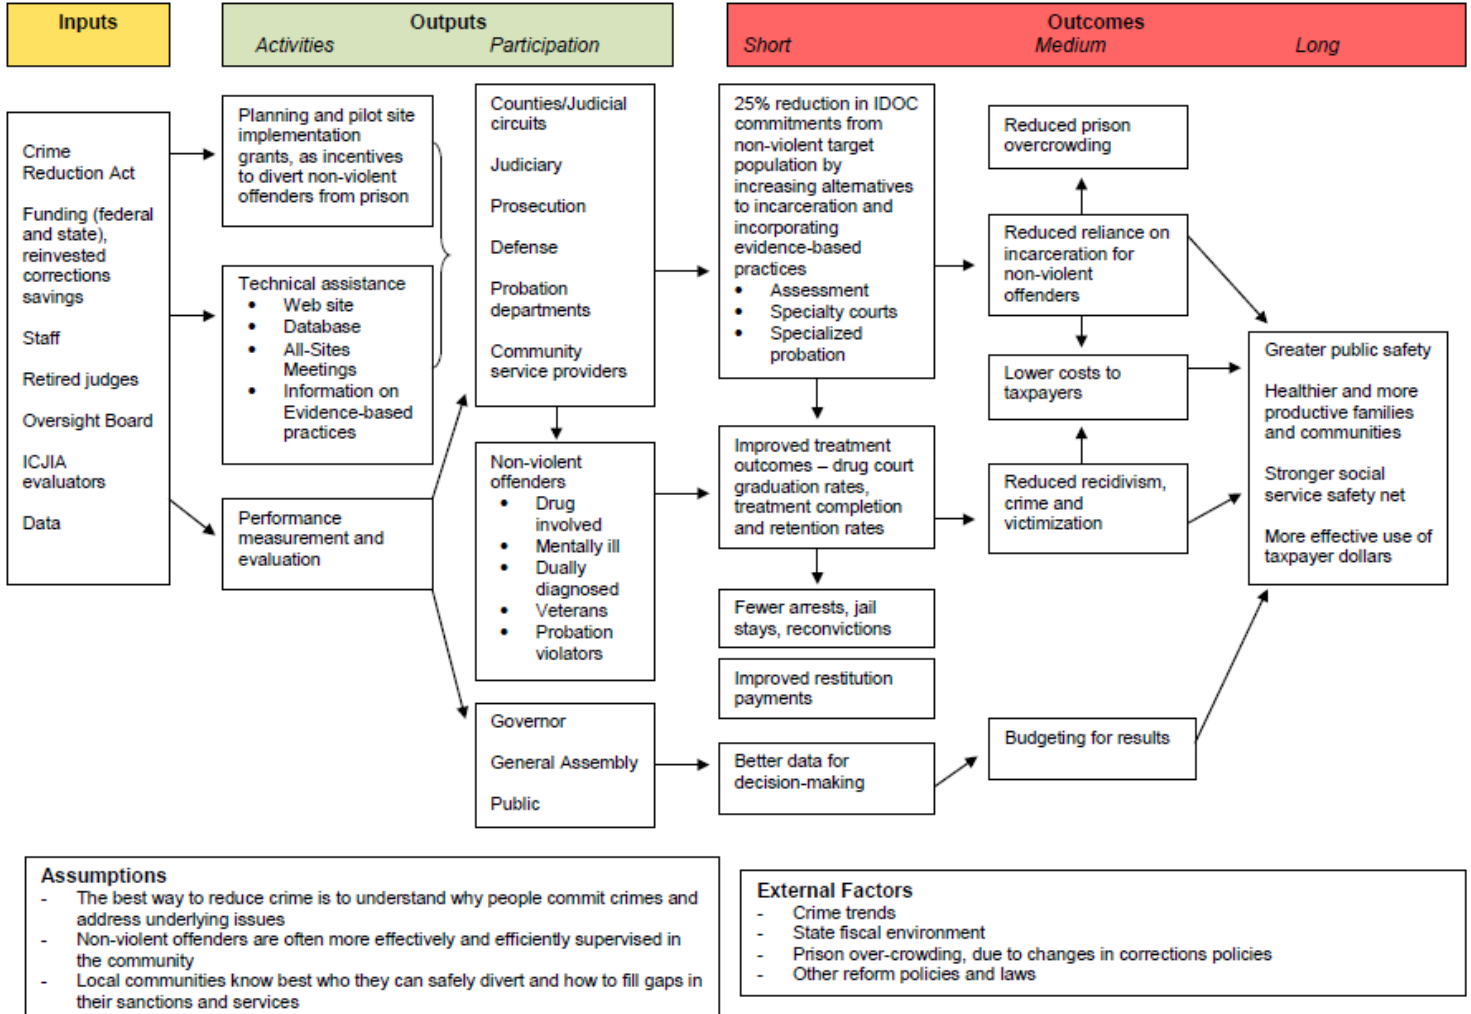 Inputs
Outputs
Activities
Participation
Outcomes
Short
Medium
Long
Crime
Reduction Act
Funding (federal
and state),
reinvested
corrections
savings
Staff
Retired judges
Oversight Board
ICJIA
evaluators
Data
Planning and pilot site
implementation
grants, as incentives
to divert non-violent
offenders from prison
Technical assistance
• Web site
• Database
• All-Sites
Meetings
• Information on
Evidence-based
practices
Performance
measurement and
evaluation
Counties/Judicial
circuits
Judiciary
Prosecution
Defense
Probation
departments
Community
service providers
Non-violent
offenders
• Drug
involved
• Mentally ill
• Dually
diagnosed
• Veterans
• Probation
violators
Governor
General Assembly
Public
25% reduction in IDOC
commitments from
non-violent target
population by
increasing alternatives
to incarceration and
incorporating
evidence-based
practices
• Assessment
• Specialty courts
• Specialized
probation
Improved treatment
outcomes – drug court
graduation rates,
treatment completion
and retention rates
Fewer arrests, jail
stays, reconvictions
Improved restitution
payments
Better data for
decision-making
Reduced prison
overcrowding
Reduced reliance on
incarceration for
non-violent
offenders
Lower costs to
taxpayers
Reduced recidivism,
crime and
victimization
Budgeting for results
Greater public safety
Healthier and more
productive families
and communities
Stronger social
service safety net
More effective use of
taxpayer dollars
Assumptions
- The best way to reduce crime is to understand why people commit crimes and
address underlying issues
- Non-violent offenders are often more effectively and efficiently supervised in
the community
- Local communities know best who they can safely divert and how to fill gaps in
their sanctions and services
External Factors
- Crime trends
- State fiscal environment
- Prison over-crowding, due to changes in corrections policies
- Other reform policies and laws